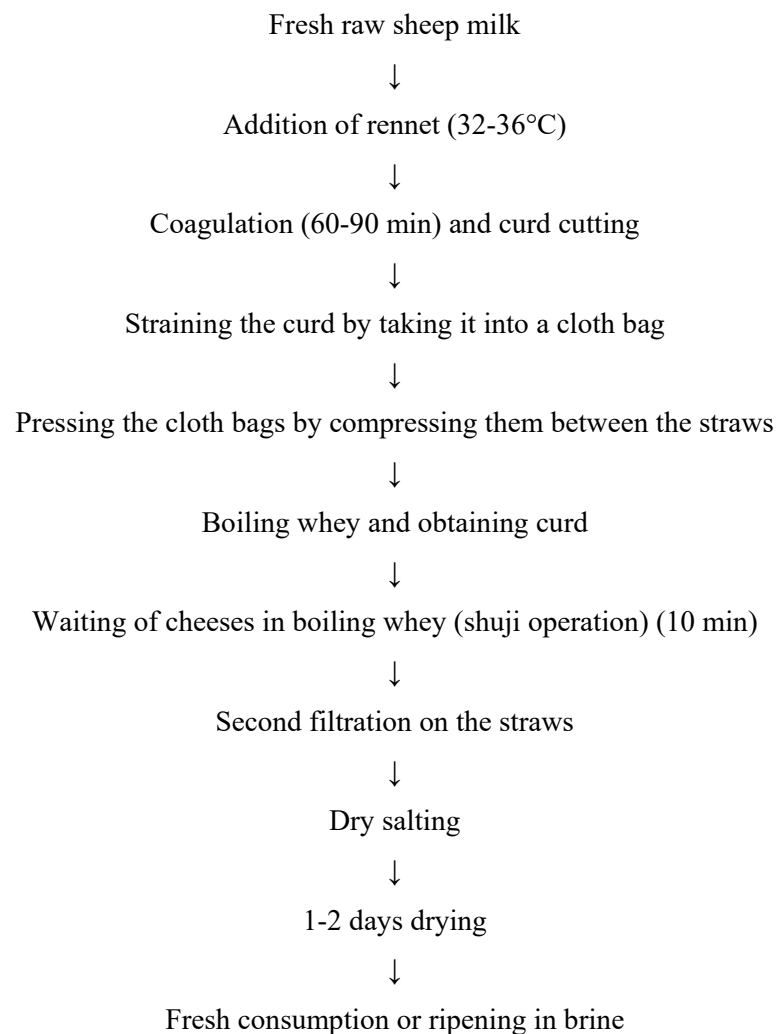 Fresh raw sheep milk
↓
Addition of rennet (32-36°C)
↓
Coagulation (60-90 min) and curd cutting
↓
Straining the curd by taking it into a cloth bag
↓
Pressing the cloth bags by compressing them between the straws
↓
Boiling whey and obtaining curd
↓
Waiting of cheeses in boiling whey (shuji operation) (10 min)
↓
Second filtration on the straws
↓
Dry salting
↓
1-2 days drying
↓
Fresh consumption or ripening in brine